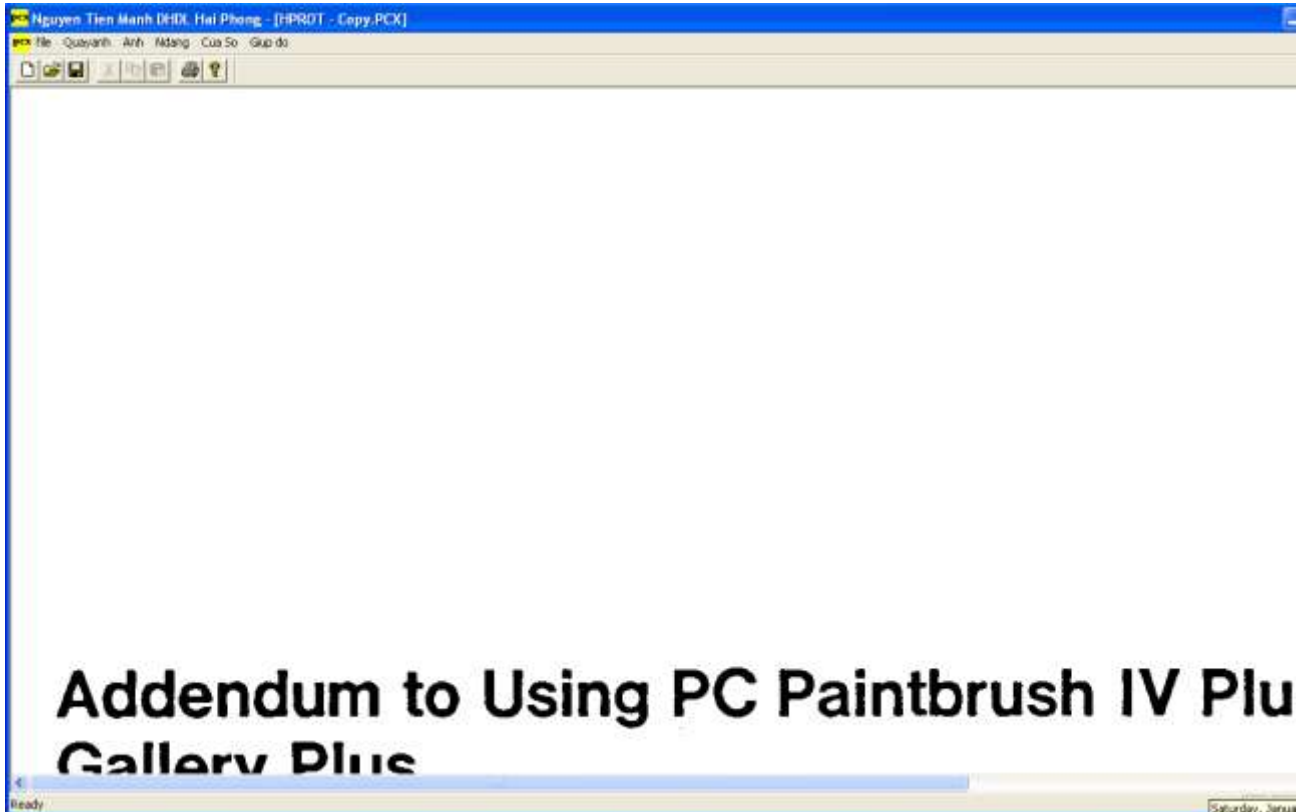 Nguyen Tien Manh DHDL Hai Phong - [HPROT - Copy.PCX]
File Quayanh Anh Ndang Cua So Giup do
Addendum to Using PC Paintbrush IV Plu
Gallery Plus
Ready
Saturday, Janua